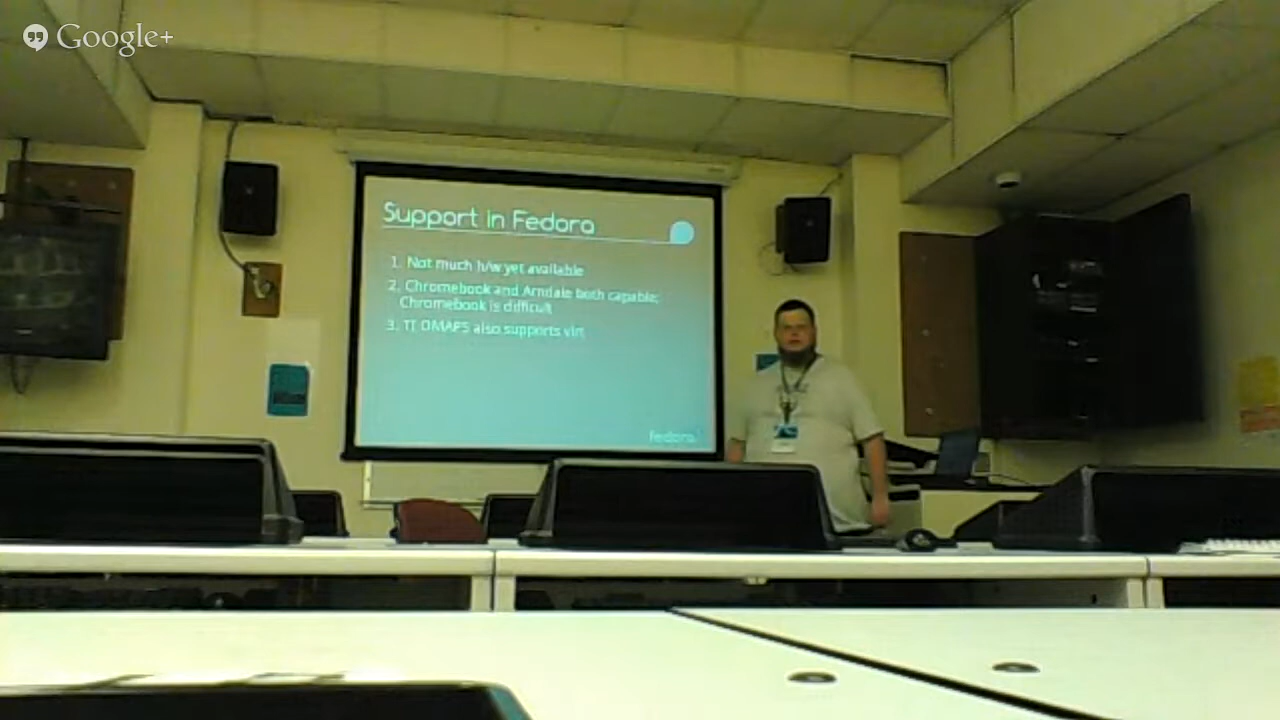 Google+
Support in Fedora
1. Not much h/w yet available
2. Chromebook and Arndale both capable;
Chromebook is difficult
3. TI OMAP5 also supports virt
fedora